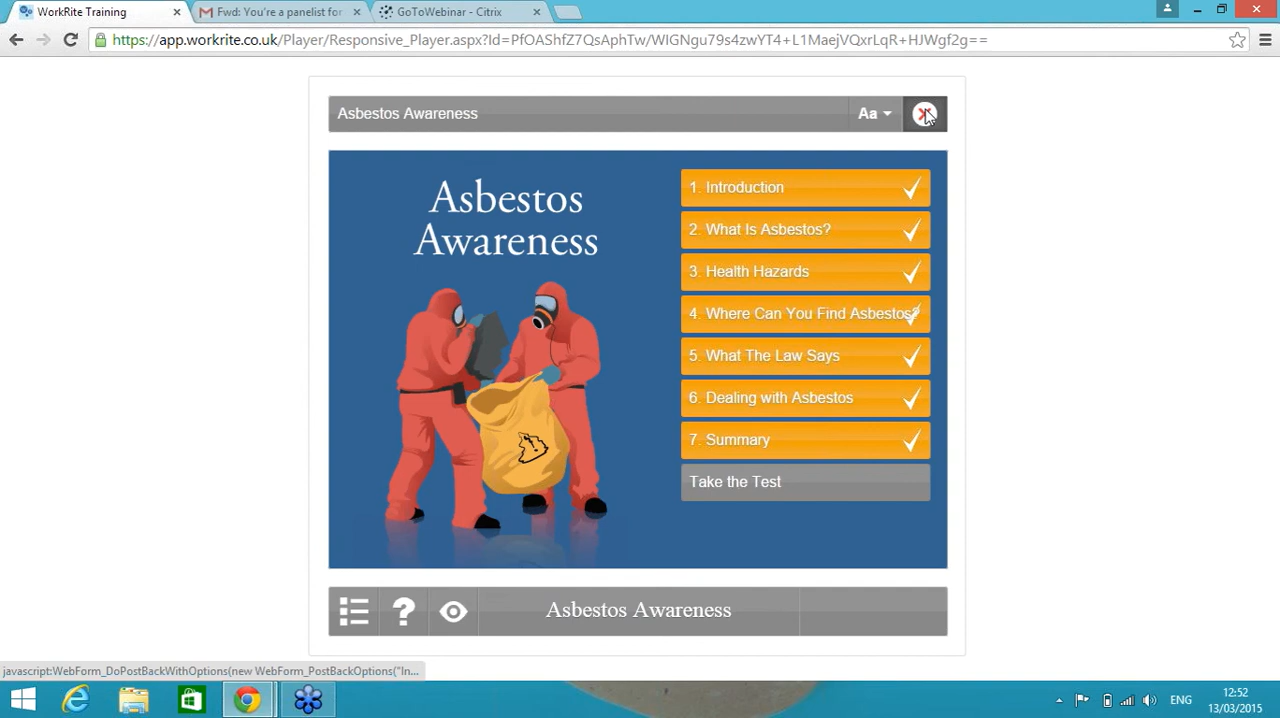 WorkRite Training
Fwd: You're a panelist for
GoToWebinar - Citrix
https://app.workrite.co.uk/Player/Responsive_Player.aspx?Id=PfOAShfZ7QsAphTw/WIGNgu79s4zwYT4+L1MaejVQxrLqR+HJWgf2g==
Asbestos Awareness
Aa
Asbestos
Awareness
1. Introduction
2. What Is Asbestos?
3. Health Hazards
4. Where Can You Find Asbestos?
5. What The Law Says
6. Dealing with Asbestos
7. Summary
Take the Test
Asbestos Awareness
javascript:WebForm_DoPostBackWithOptions(new WebForm_PostBackOptions("In...
ENG
12:52
13/03/2015